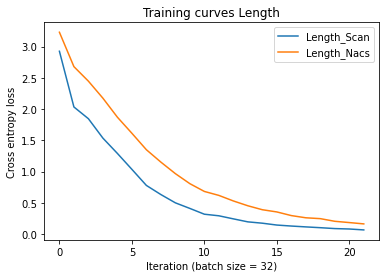 Training curves Length
Length_Scan
Length_Nacs
Cross entropy loss
3.0
2.5
2.0
1.5
1.0
0.5
0.0
0 5 10 15 20
Iteration (batch size = 32)